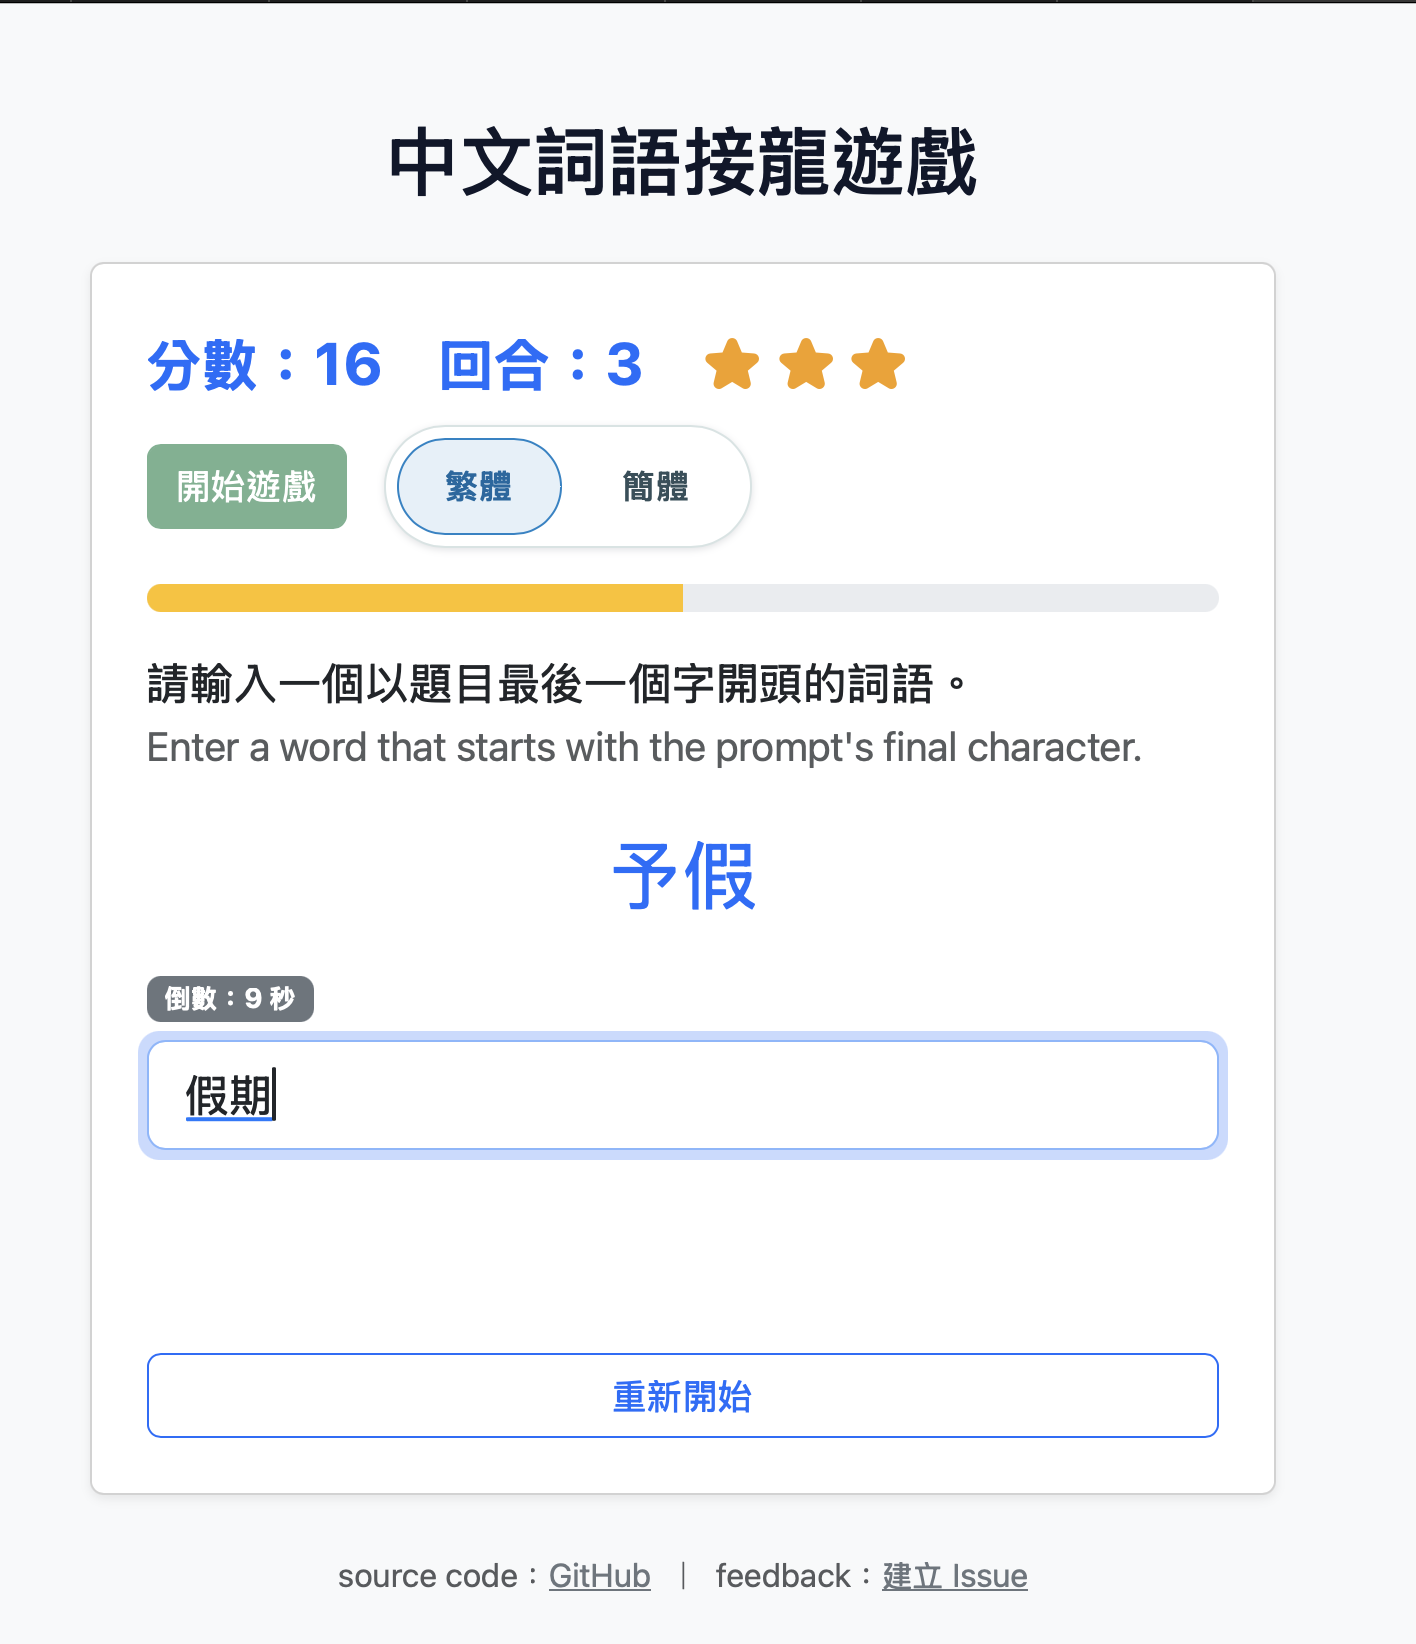 中文詞語接龍遊戲
分數：16 回合：3
開始遊戲 繁體 簡體
請輸入一個以題目最後一個字開頭的詞語。
Enter a word that starts with the prompt's final character.
予假
倒數：9 秒
假期
重新開始
source code：GitHub ｜ feedback：建立 Issue